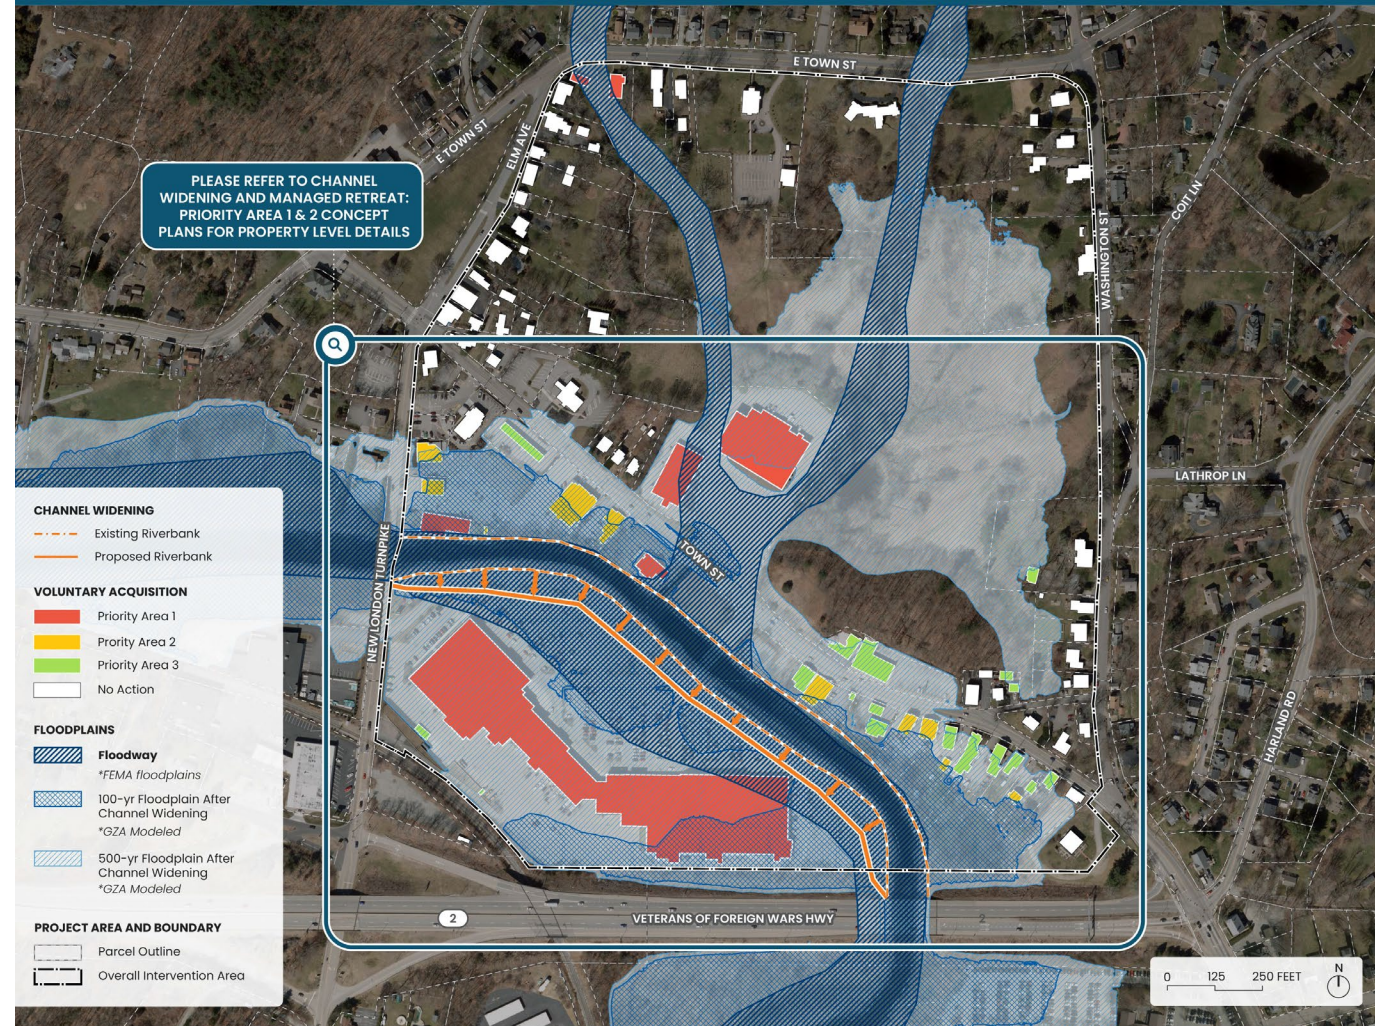 E TOWN ST
E TOWN ST
ELM AVE
PLEASE REFER TO CHANNEL
WIDENING AND MANAGED RETREAT:
PRIORITY AREA 1 & 2 CONCEPT
PLANS FOR PROPERTY LEVEL DETAILS
COIT LN
WASHINGTON ST
LATHROP LN
TOWN ST
NEW LONDON TURNPIKE
HARLAND RD
CHANNEL WIDENING
Existing Riverbank
Proposed Riverbank
VOLUNTARY ACQUISITION
Priority Area 1
Prority Area 2
Priority Area 3
No Action
FLOODPLAINS
Floodway
*FEMA floodplains
100-yr Floodplain After
Channel Widening
*GZA Modeled
500-yr Floodplain After
Channel Widening
*GZA Modeled
PROJECT AREA AND BOUNDARY
Parcel Outline
Overall Intervention Area
2
VETERANS OF FOREIGN WARS HWY
2
0 125 250 FEET
N